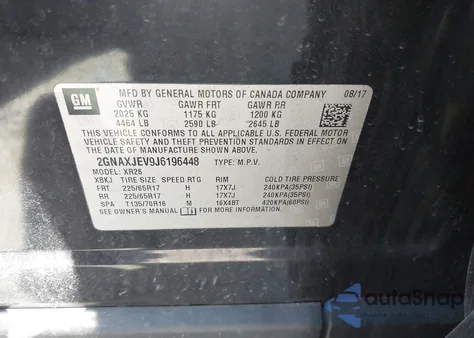 GM
MFD BY GENERAL MOTORS OF CANADA COMPANY 08/17
GVWR GAWR FRT GAWR RR
2025 KG 1175 KG 1200 KG
4464 LB 2590 LB 2645 LB
THIS VEHICLE CONFORMS TO ALL APPLICABLE U.S. FEDERAL MOTOR
VEHICLE SAFETY, BUMPER, AND THEFT PREVENTION STANDARDS IN
EFFECT ON THE DATE OF MANUFACTURE SHOWN ABOVE.
2GNAXJEV9J6196448 TYPE: M.P.V.
MODEL: XR26
XBKJ TIRE SIZE SPEED RTG RIM COLD TIRE PRESSURE
FRT 225/65R17 H 17X7J 240KPA(35PSI)
RR 225/65R17 H 17X7J 240KPA(35PSI)
SPA T135/70R16 M 16X4BT 420KPA(60PSI)
SEE OWNER'S MANUAL FOR MORE INFORMATION.
autoSnap